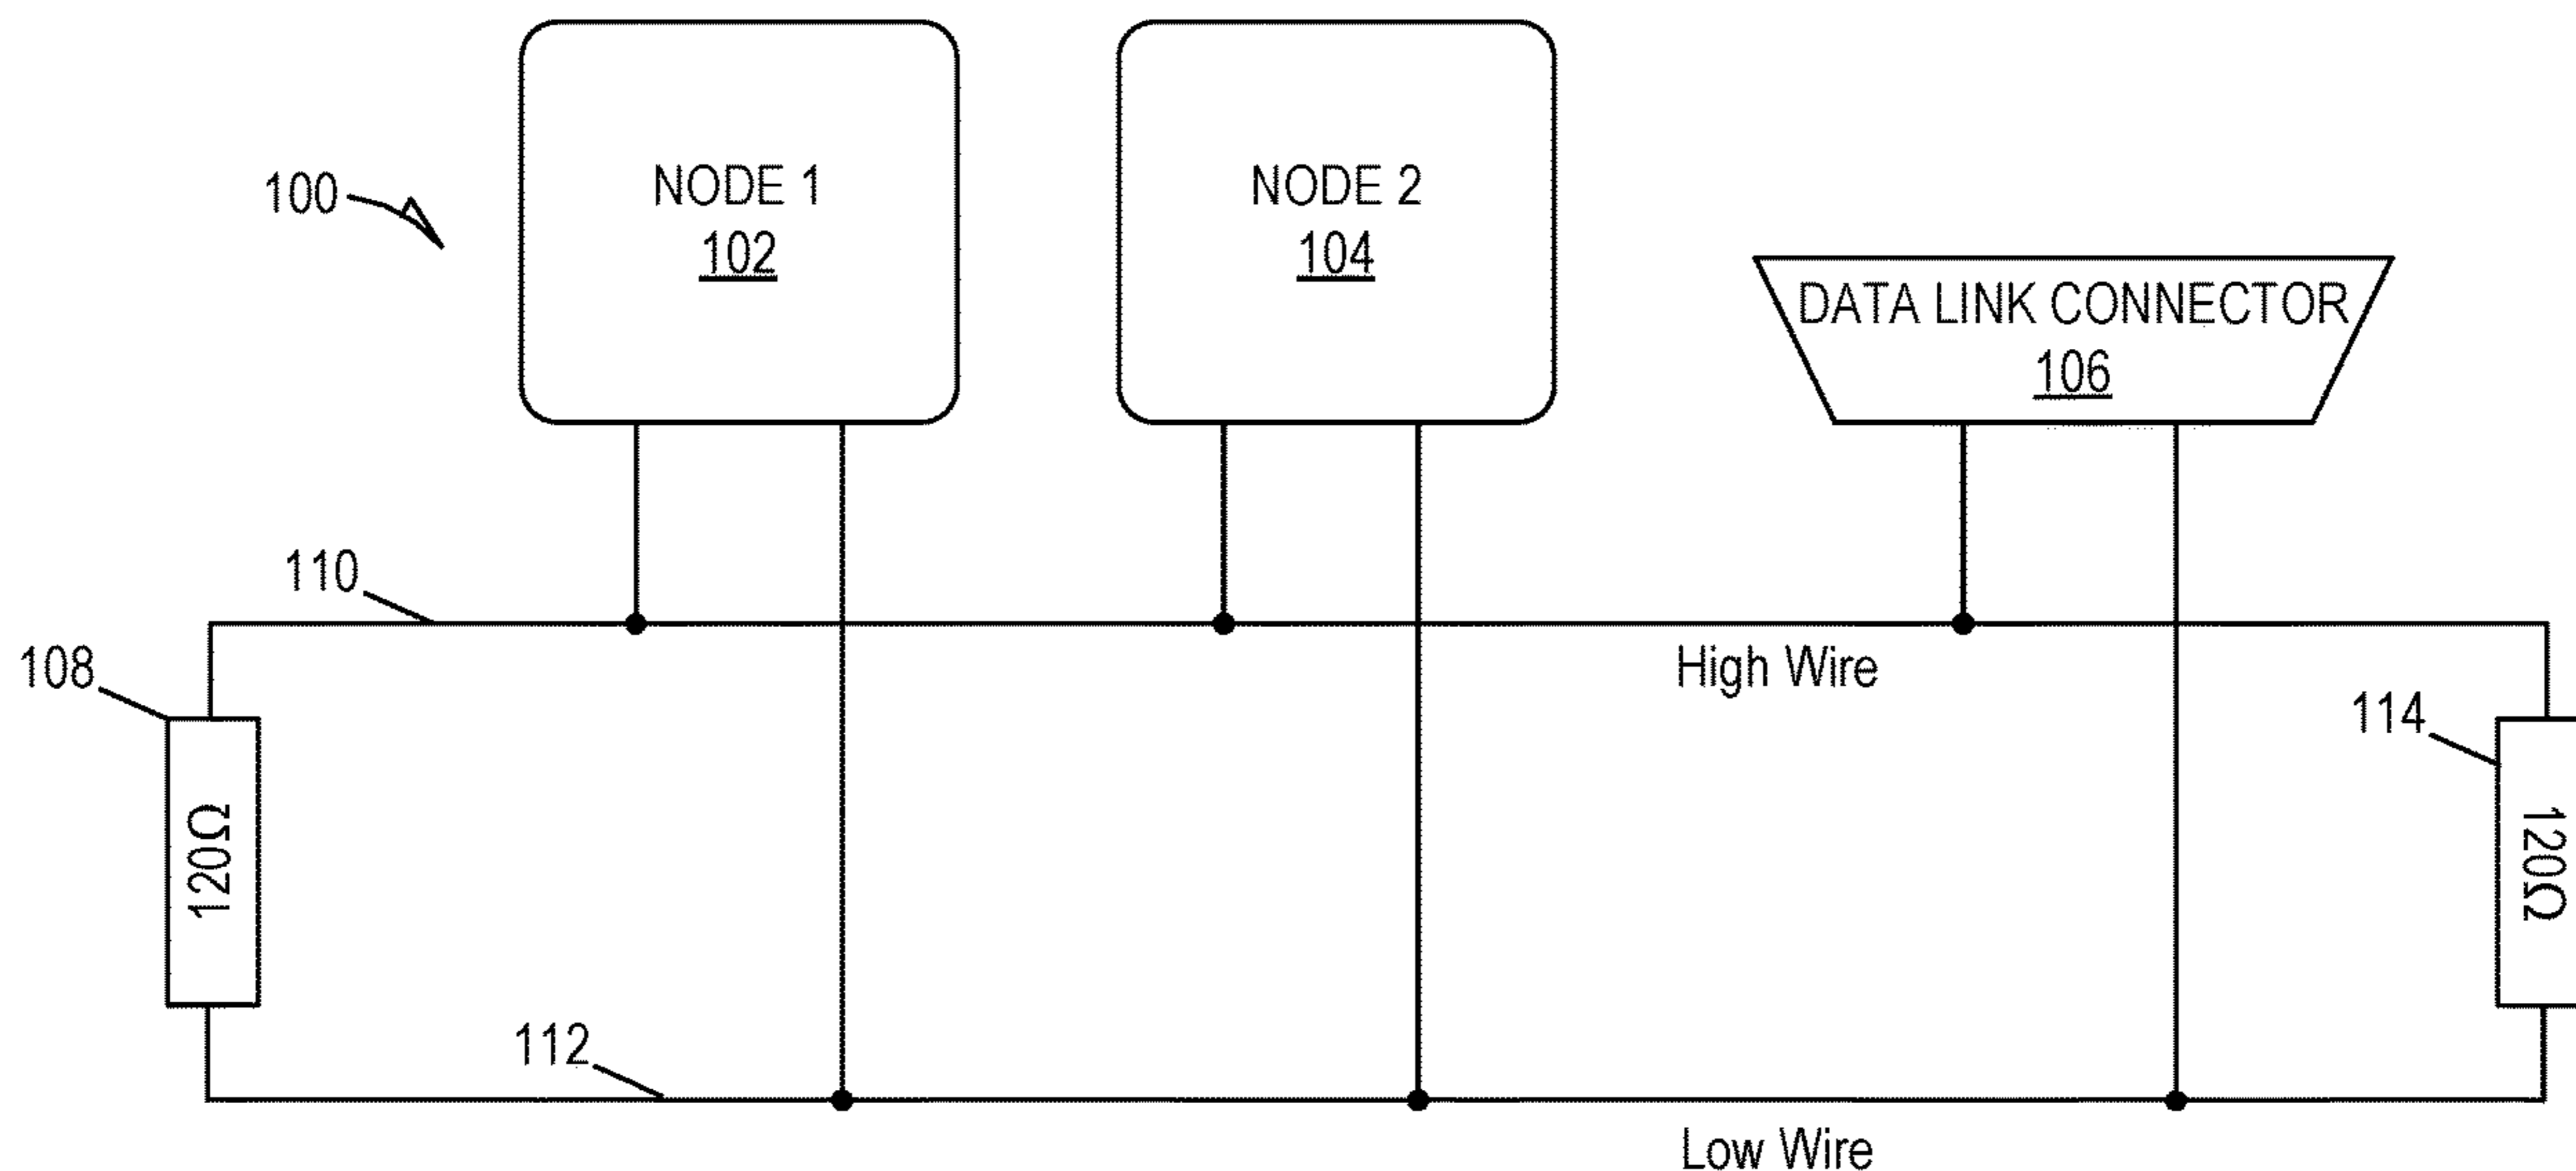 NODE 1
102
NODE 2
104
100
DATA LINK CONNECTOR
106
110
High Wire
108
114
120Ω
120Ω
112
Low Wire